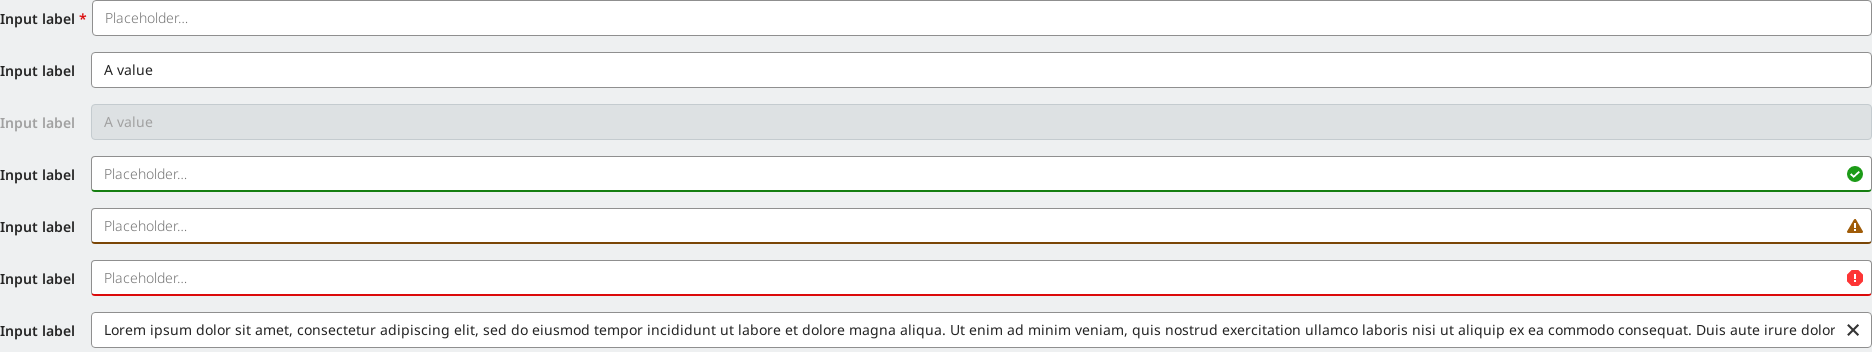 Input label * Placeholder...
Input label A value
Input label A value
Input label Placeholder...
Input label Placeholder...
Input label Placeholder...
Input label Lorem ipsum dolor sit amet, consectetur adipiscing elit, sed do eiusmod tempor incididunt ut labore et dolore magna aliqua. Ut enim ad minim veniam, quis nostrud exercitation ullamco laboris nisi ut aliquip ex ea commodo consequat. Duis aute irure dolor